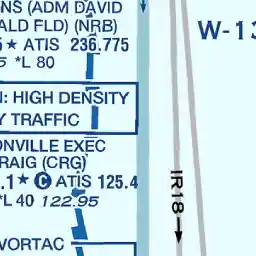 NS (ADM DAVID
ALD FLD) (NRB)
★ ATIS 236.775
*L 80
N: HIGH DENSITY
Y TRAFFIC
ONVILLE EXEC
RAIG (CRG)
.1★ C ATIS 125.4
*L 40 122.95
VORTAC
W-13
IR18→